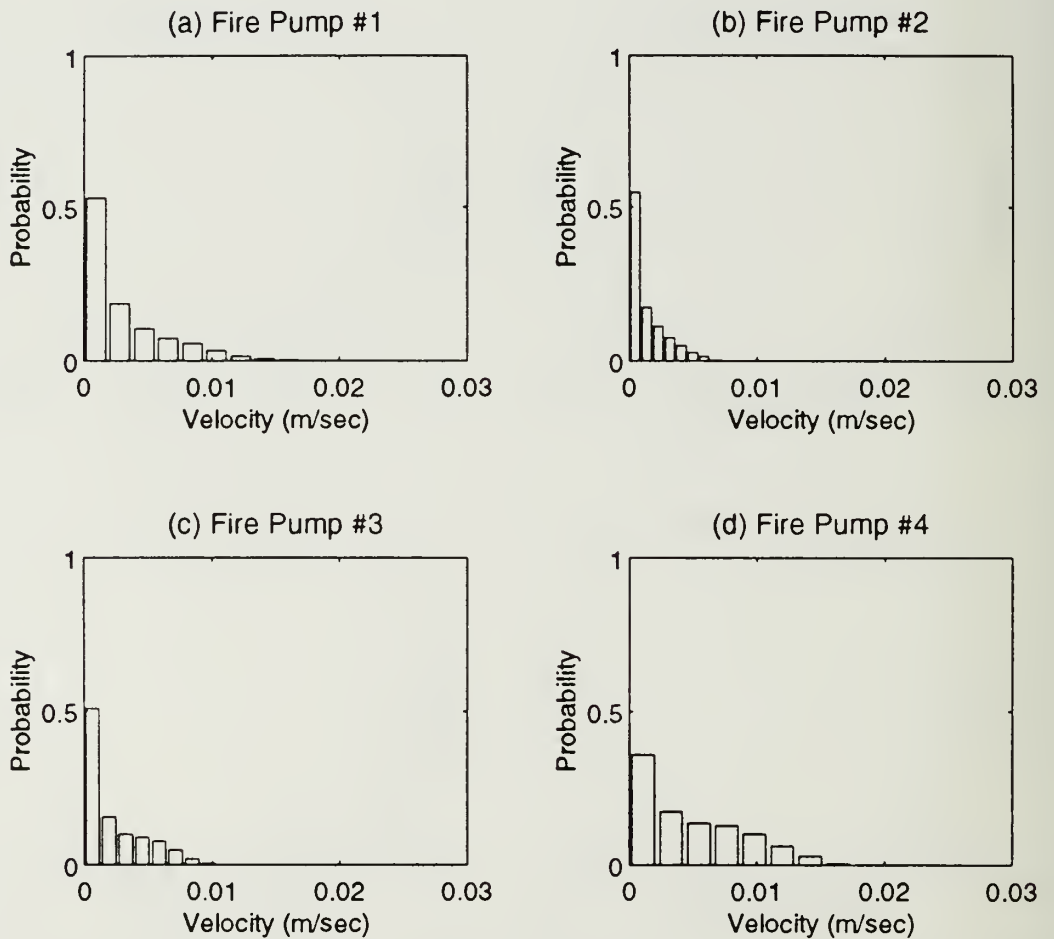 (a) Fire Pump #1
1
0.5
0
Probability
0 0.01 0.02 0.03
Velocity (m/sec)
(b) Fire Pump #2
1
0.5
0
Probability
0 0.01 0.02 0.03
Velocity (m/sec)
(c) Fire Pump #3
1
0.5
0
Probability
0 0.01 0.02 0.03
Velocity (m/sec)
(d) Fire Pump #4
1
0.5
0
Probability
0 0.01 0.02 0.03
Velocity (m/sec)